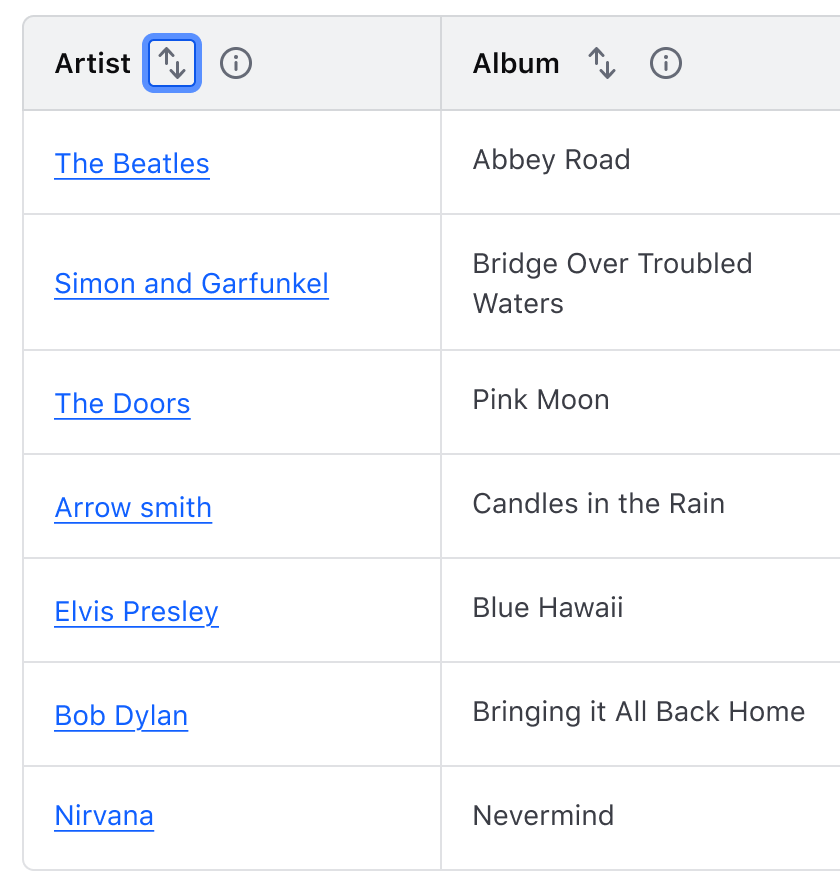 Artist Album
The Beatles Abbey Road
Simon and Garfunkel Bridge Over Troubled
Waters
The Doors Pink Moon
Arrow smith Candles in the Rain
Elvis Presley Blue Hawaii
Bob Dylan Bringing it All Back Home
Nirvana Nevermind